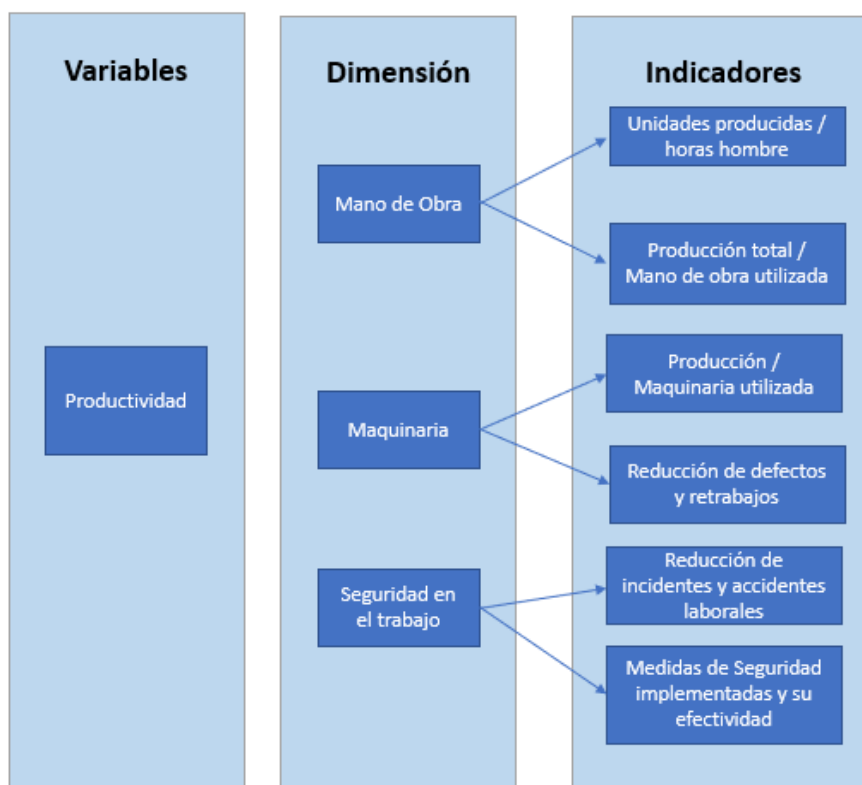 Variables
Productividad
Dimensión
Mano de Obra
Maquinaria
Seguridad en
el trabajo
Indicadores
Unidades producidas /
horas hombre
Producción total /
Mano de obra utilizada
Producción /
Maquinaria utilizada
Reducción de defectos
y retrabajos
Reducción de
incidentes y accidentes
laborales
Medidas de Seguridad
implementadas y su
efectividad